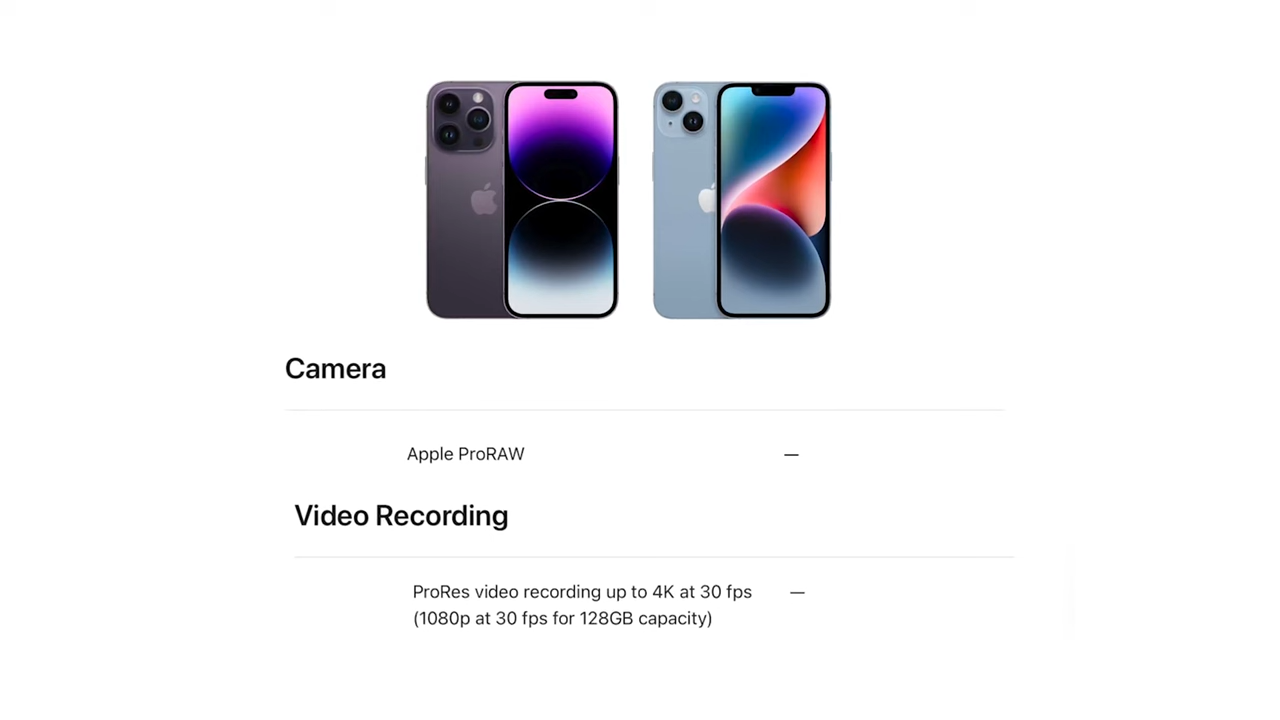 Camera
Apple ProRAW —
Video Recording
ProRes video recording up to 4K at 30 fps —
(1080p at 30 fps for 128GB capacity)